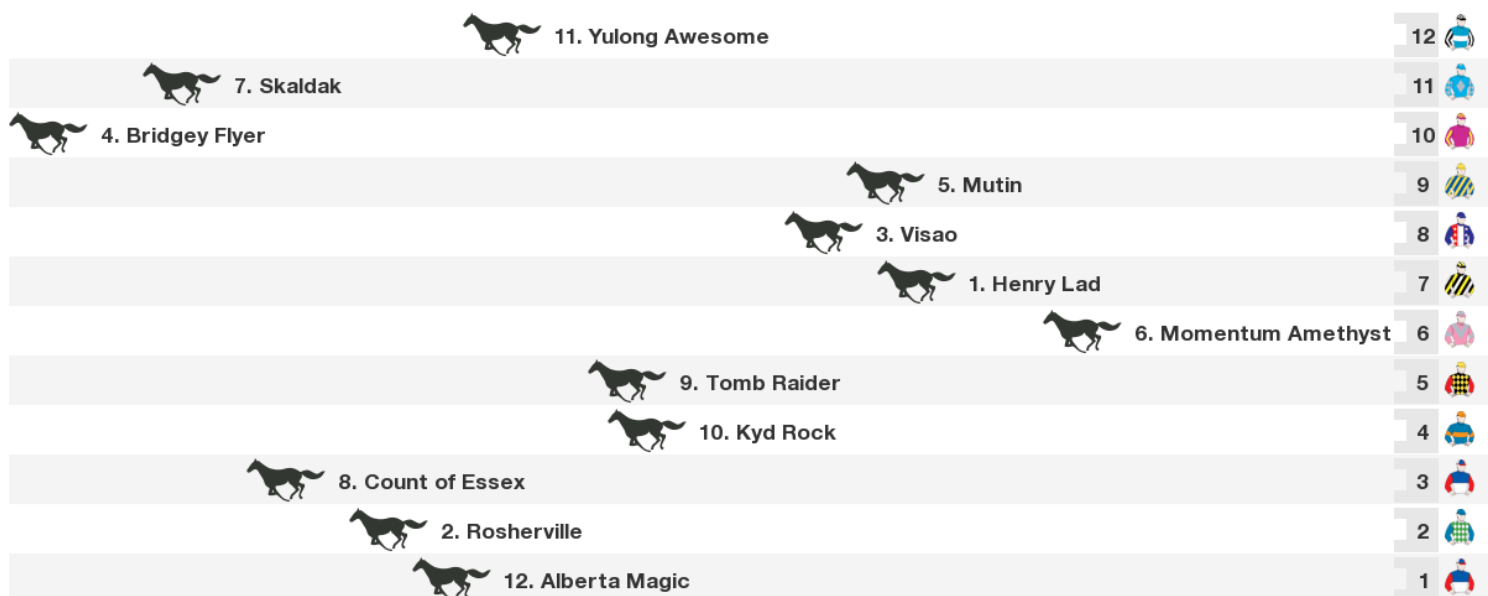 11. Yulong Awesome 12
7. Skaldak 11
4. Bridgey Flyer 10
5. Mutin 9
3. Visao 8
1. Henry Lad 7
6. Momentum Amethyst 6
9. Tomb Raider 5
10. Kyd Rock 4
8. Count of Essex 3
2. Rosherville 2
12. Alberta Magic 1